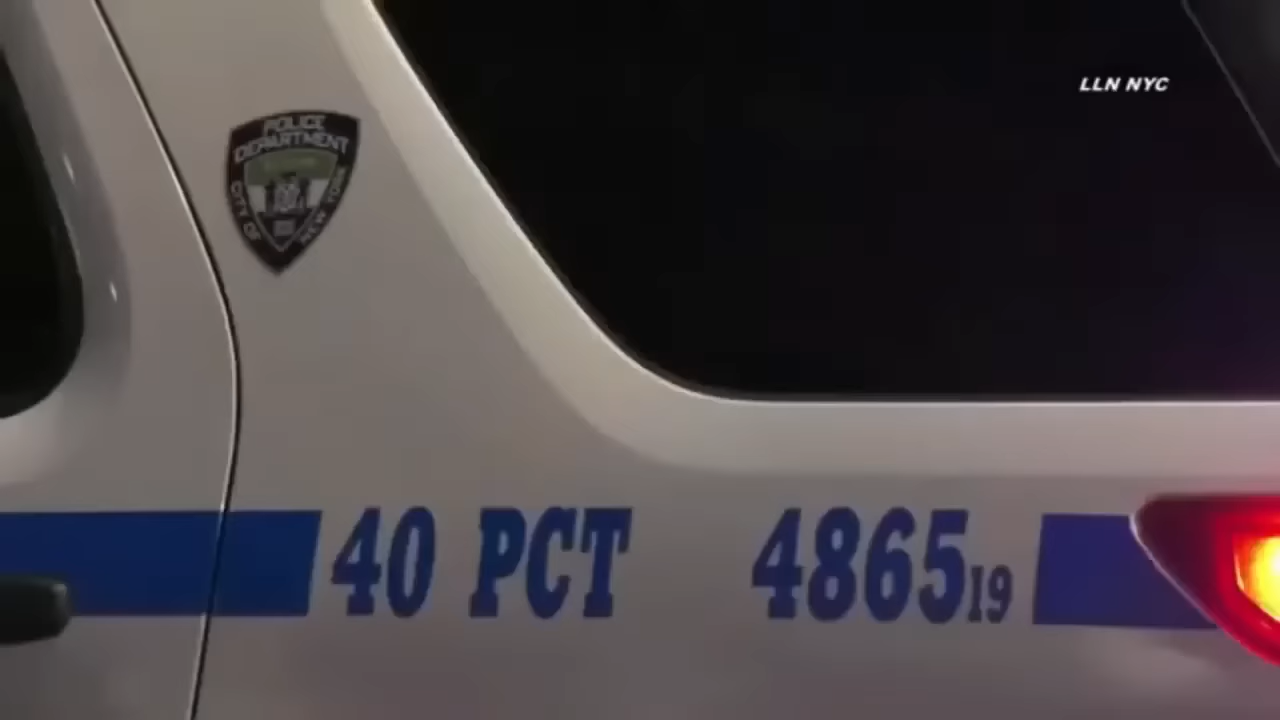 LLN NYC
POLICE
DEPARTMENT
CITY OF
NEW YORK
40 PCT 4865 19